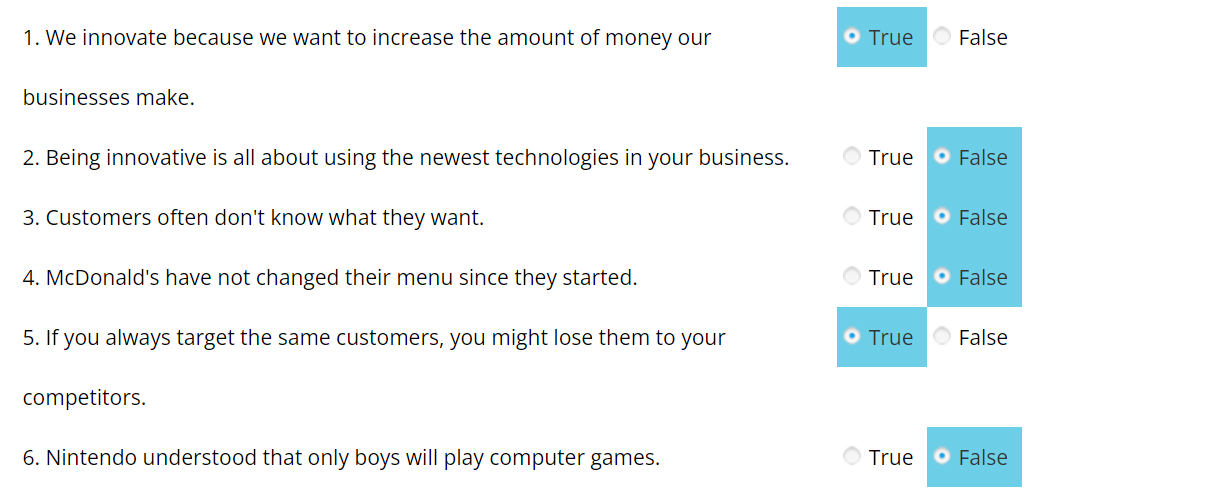 1. We innovate because we want to increase the amount of money our True False
businesses make.
2. Being innovative is all about using the newest technologies in your business. True False
3. Customers often don't know what they want. True False
4. McDonald's have not changed their menu since they started. True False
5. If you always target the same customers, you might lose them to your True False
competitors.
6. Nintendo understood that only boys will play computer games. True False